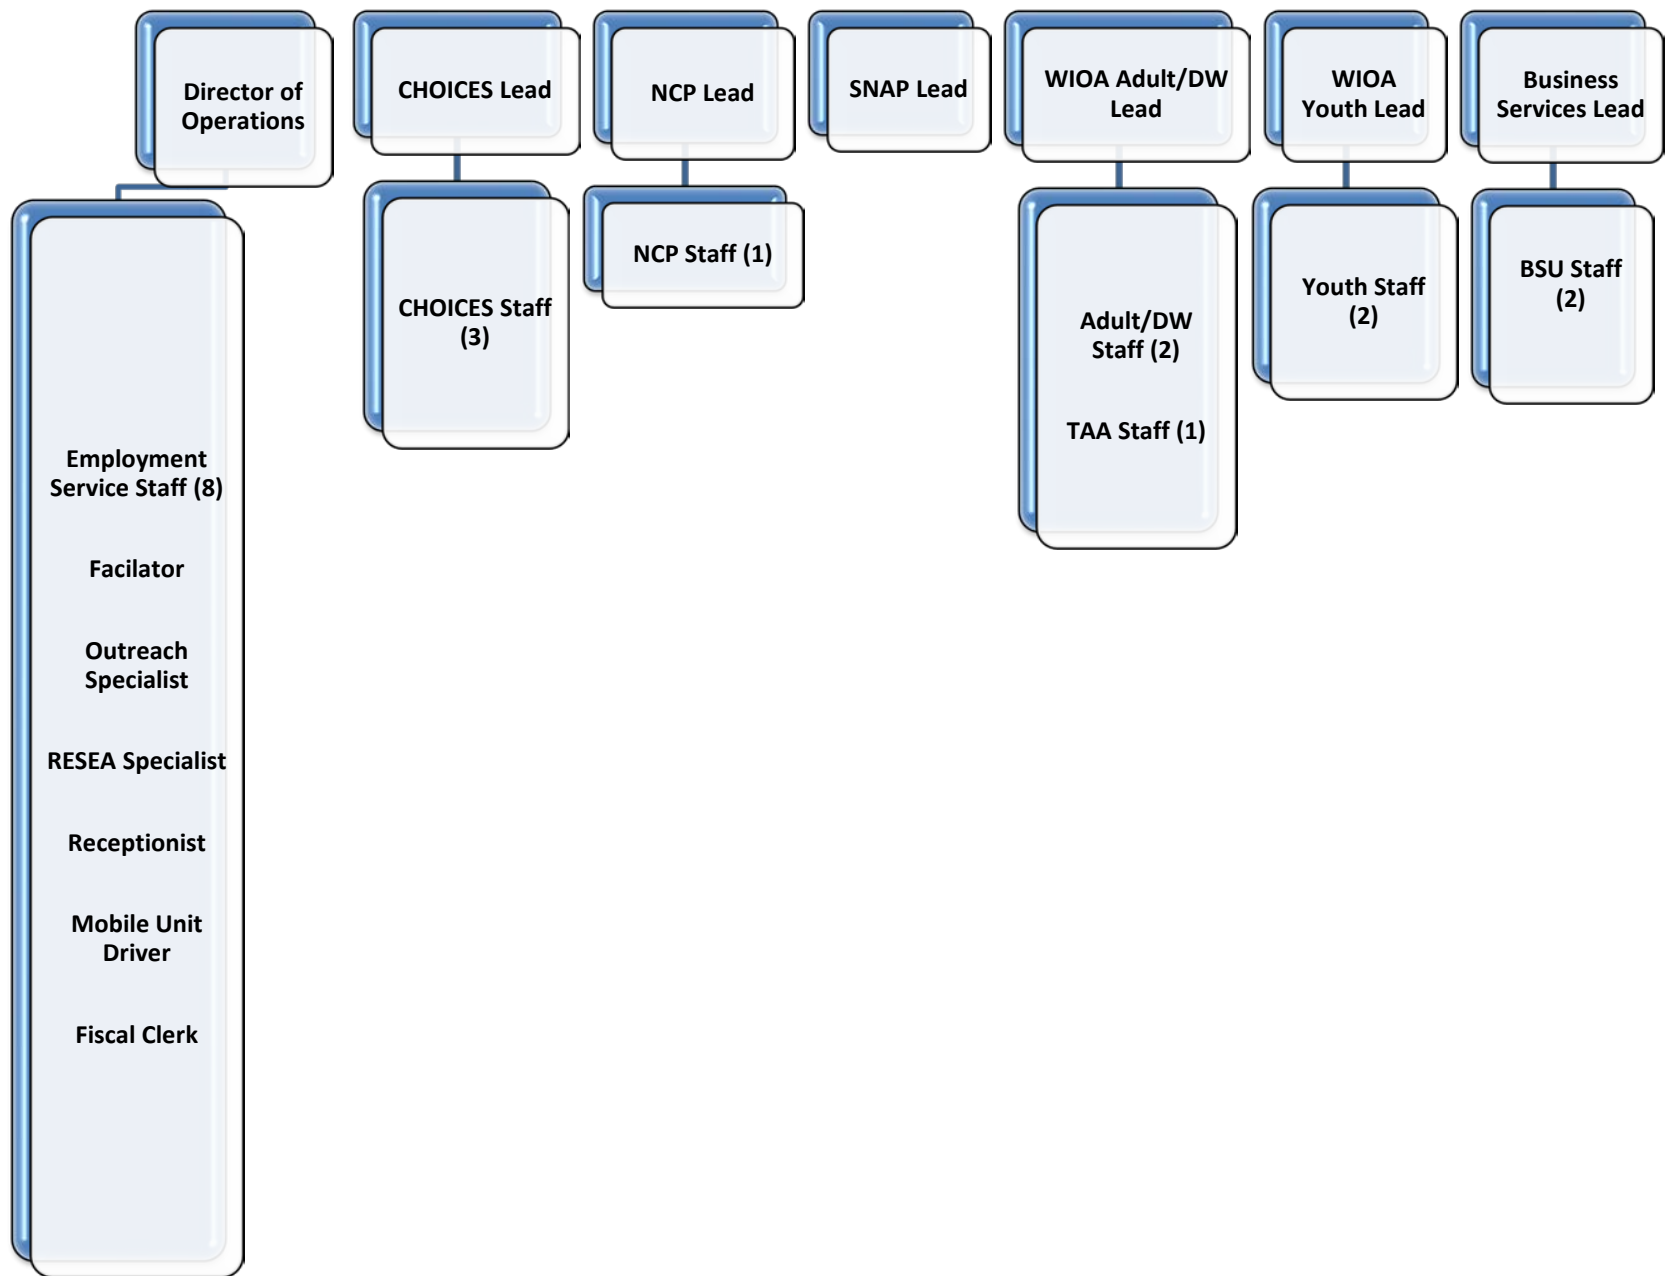 Director of
Operations
CHOICES Lead
NCP Lead
SNAP Lead
WIOA Adult/DW
Lead
WIOA
Youth Lead
Business
Services Lead
Employment
Service Staff (8)
Facilator
Outreach
Specialist
RESEA Specialist
Receptionist
Mobile Unit
Driver
Fiscal Clerk
CHOICES Staff
(3)
NCP Staff (1)
Adult/DW
Staff (2)
TAA Staff (1)
Youth Staff
(2)
BSU Staff
(2)